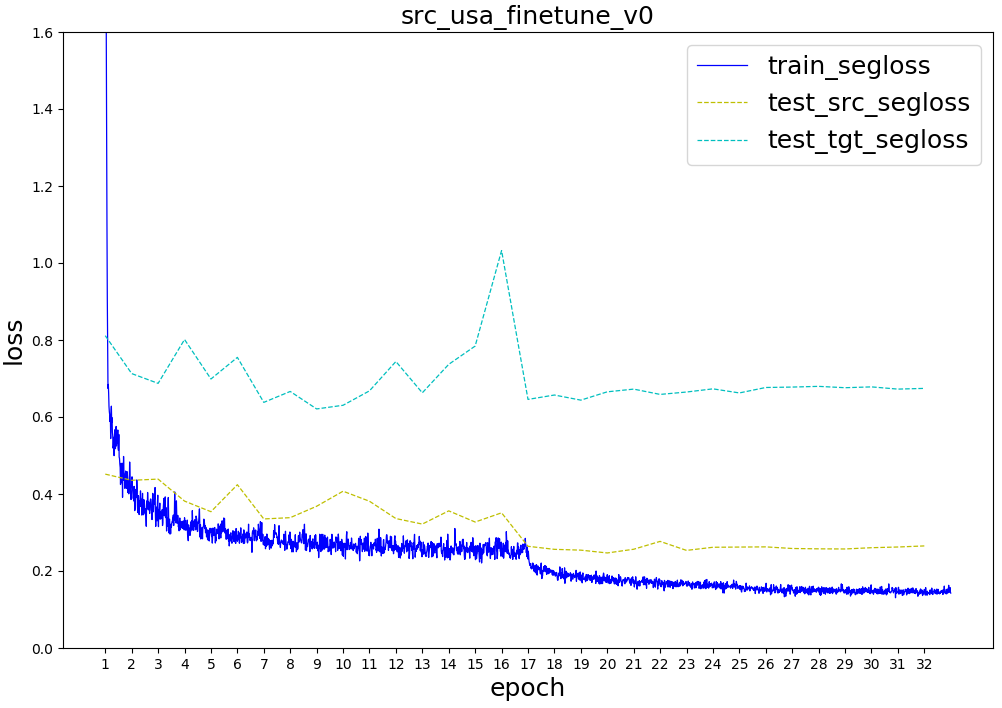 src_usa_finetune_v0
train_segloss
test_src_segloss
test_tgt_segloss
loss
1.6
1.4
1.2
1.0
0.8
0.6
0.4
0.2
0.0
1 2 3 4 5 6 7 8 9 10 11 12 13 14 15 16 17 18 19 20 21 22 23 24 25 26 27 28 29 30 31 32
epoch